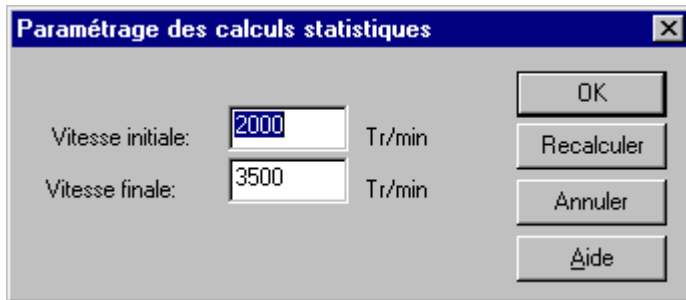 Paramétrage des calculs statistiques
OK
Vitesse initiale: 2000 Tr/min
Recalculer
Vitesse finale: 3500 Tr/min
Annuler
Aide